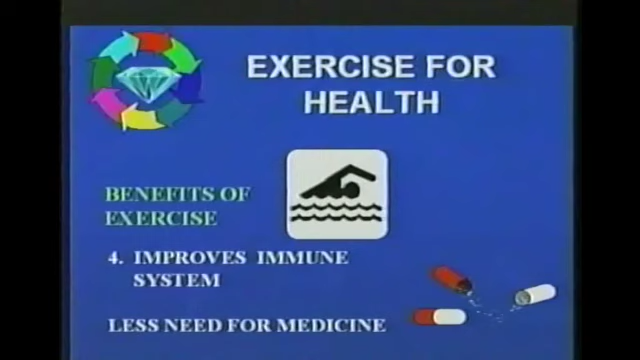 EXERCISE FOR
HEALTH
BENEFITS OF
EXERCISE
4. IMPROVES IMMUNE
SYSTEM
LESS NEED FOR MEDICINE